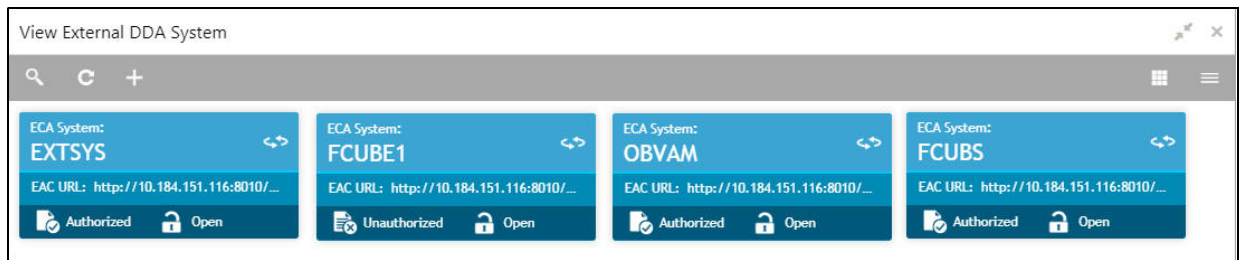 View External DDA System
ECA System:
EXTSYS
EAC URL: http://10.184.151.116:8010/...
Authorized Open
ECA System:
FCUBE1
EAC URL: http://10.184.151.116:8010/...
Unauthorized Open
ECA System:
OBVAM
EAC URL: http://10.184.151.116:8010/...
Authorized Open
ECA System:
FCUBS
EAC URL: http://10.184.151.116:8010/...
Authorized Open